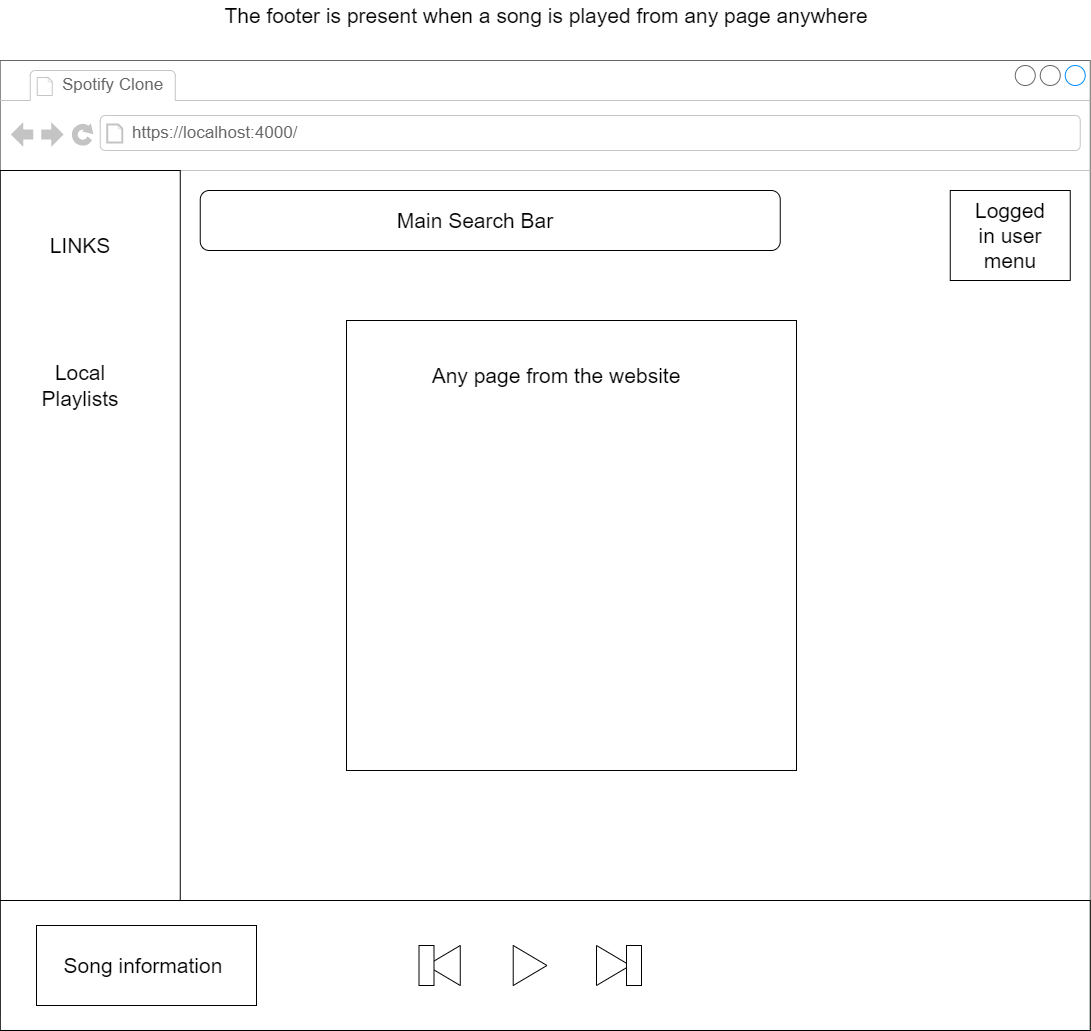 The footer is present when a song is played from any page anywhere
Spotify Clone
https://localhost:4000/
Main Search Bar
Logged
in user
menu
LINKS
Local
Playlists
Any page from the website
Song information